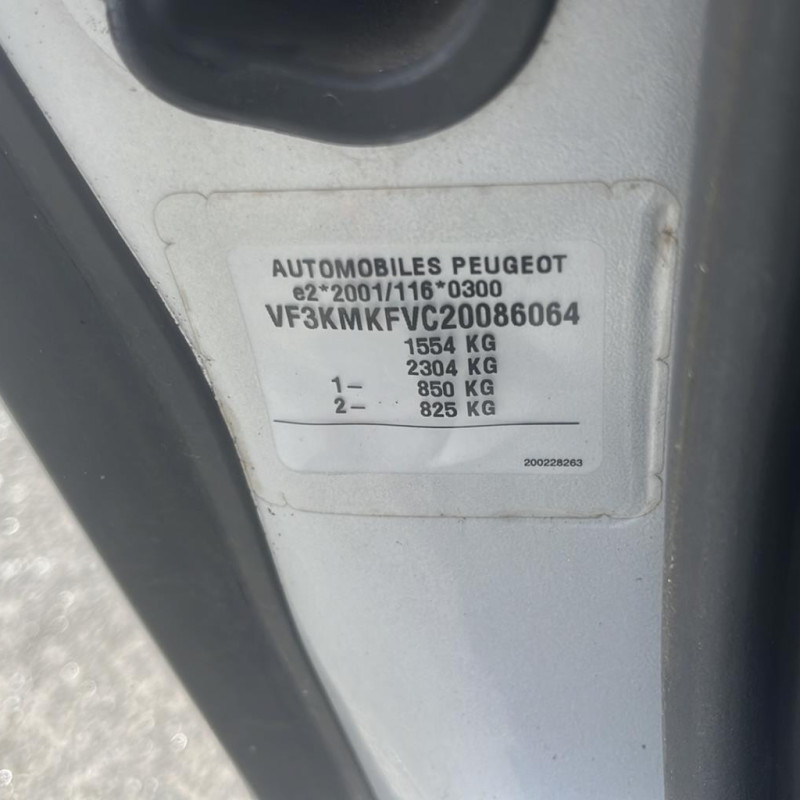 AUTOMOBILES PEUGEOT
e2*2001/116*0300
VF3KMKFVC20086064
1554 KG
2304 KG
1– 850 KG
2– 825 KG
200228263